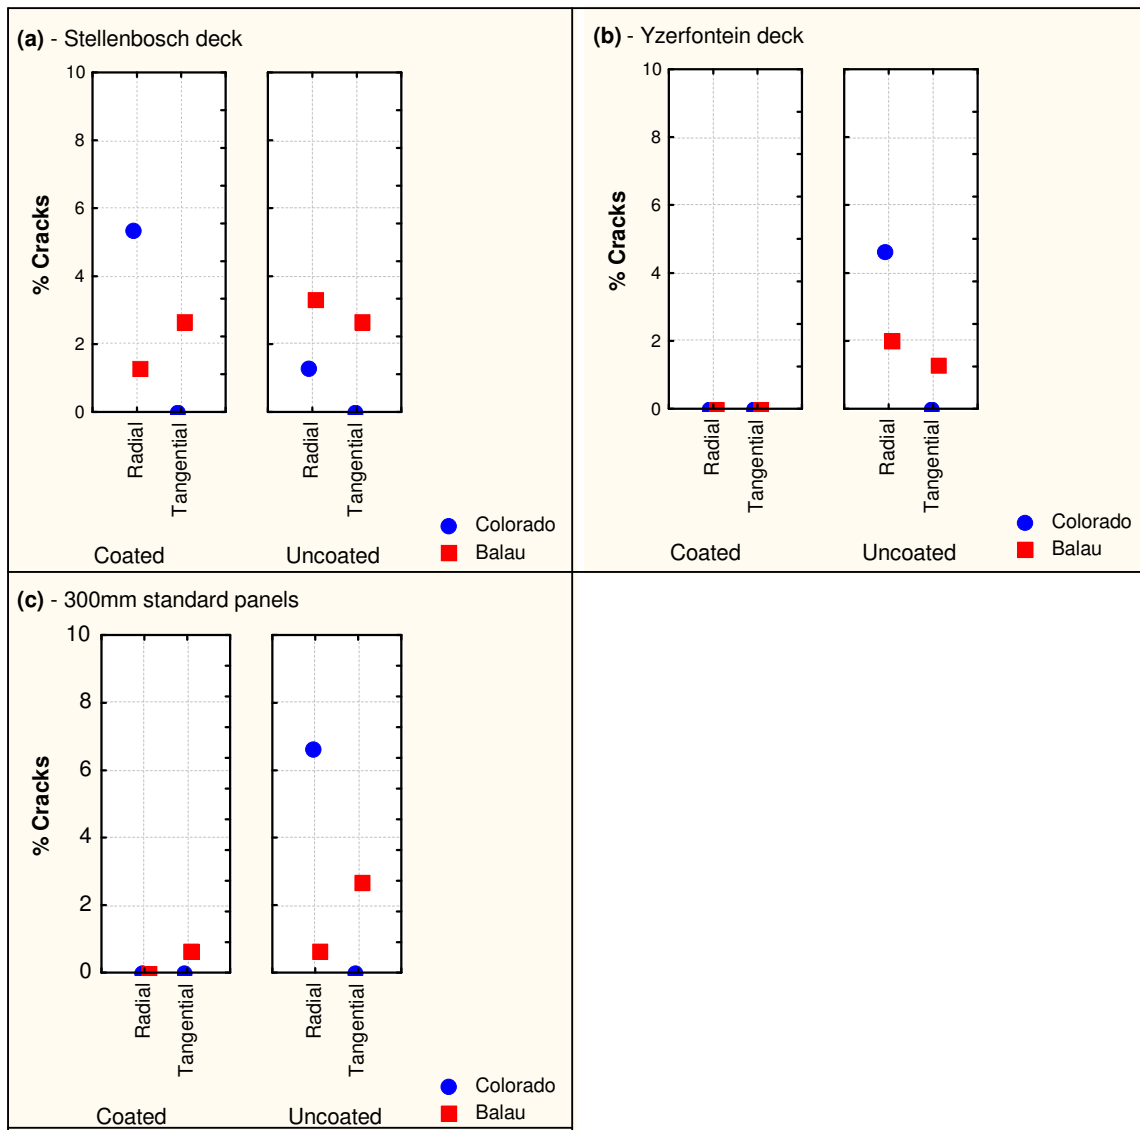 (a) - Stellenbosch deck
% Cracks
10
8
6
4
2
0
Radial
Tangential
Radial
Tangential
Coated
Uncoated
Colorado
Balau
(b) - Yzerfontein deck
% Cracks
10
8
6
4
2
0
Radial
Tangential
Radial
Tangential
Coated
Uncoated
Colorado
Balau
(c) - 300mm standard panels
% Cracks
10
8
6
4
2
0
Radial
Tangential
Radial
Tangential
Coated
Uncoated
Colorado
Balau